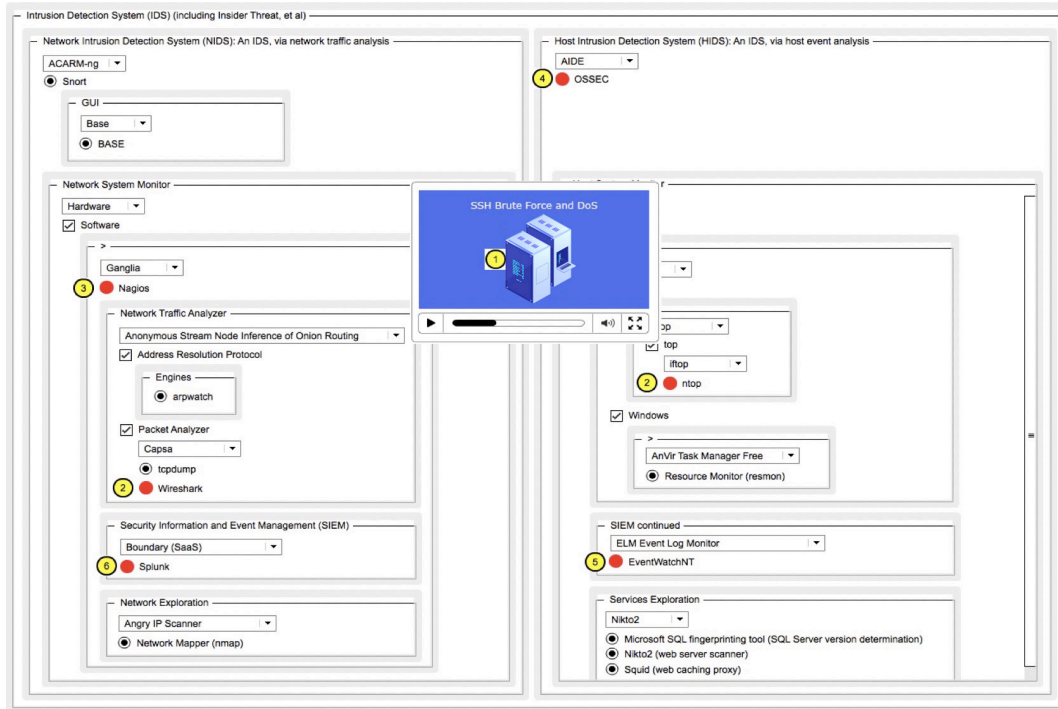 Intrusion Detection System (IDS) (including Insider Threat, et al)
Network Intrusion Detection System (NIDS): An IDS, via network traffic analysis
ACARM-ng
Snort
GUI
Base
BASE
Network System Monitor
Hardware
Software
>
Ganglia
3 Nagios
Network Traffic Analyzer
Anonymous Stream Node Inference of Onion Routing
Address Resolution Protocol
Engines
arpwatch
Packet Analyzer
Capsa
tcpdump
2 Wireshark
Security Information and Event Management (SIEM)
Boundary (SaaS)
6 Splunk
Network Exploration
Angry IP Scanner
Network Mapper (nmap)
SSH Brute Force and DoS
1
Host Intrusion Detection System (HIDS): An IDS, via host event analysis
AIDE
4 OSSEC
top
iftop
2 ntop
Windows
>
AnVir Task Manager Free
Resource Monitor (resmon)
SIEM continued
ELM Event Log Monitor
5 EventWatchNT
Services Exploration
Nikto2
Microsoft SQL fingerprinting tool (SQL Server version determination)
Nikto2 (web server scanner)
Squid (web caching proxy)